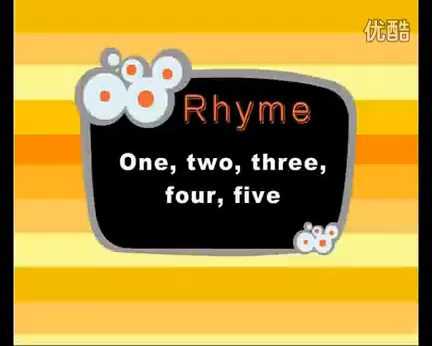 优酷
Rhyme
One, two, three,
four, five